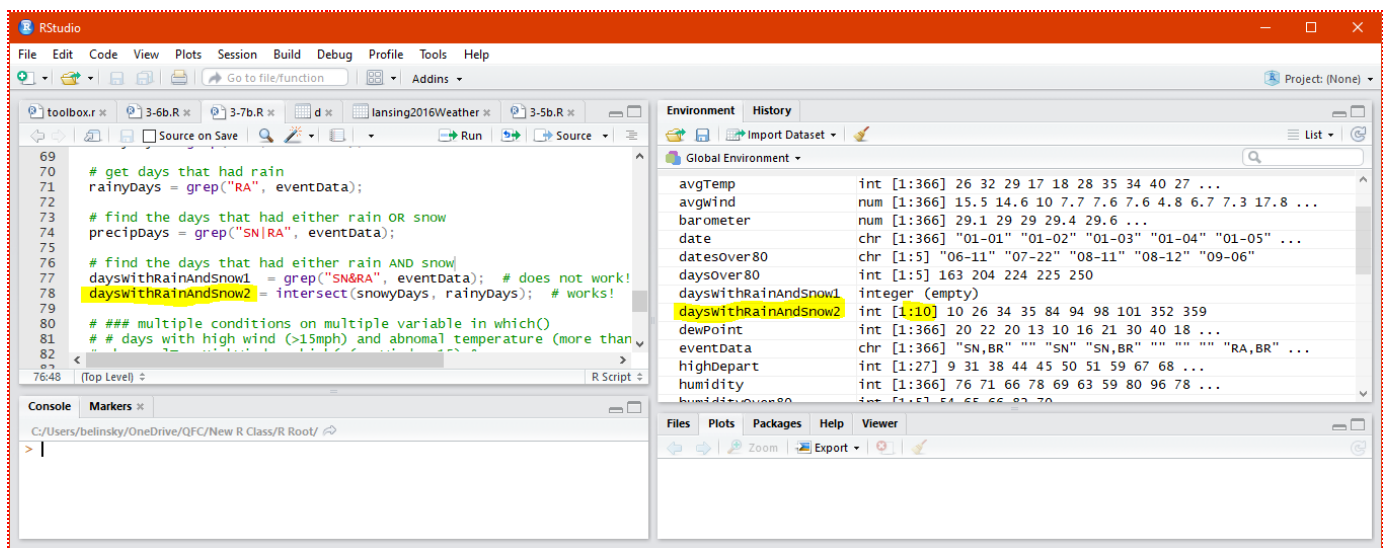 RStudio
File Edit Code View Plots Session Build Debug Profile Tools Help
Go to file/function Addins Project: (None)
toolbox.r 3-6b.R 3-7b.R d lansing2016Weather 3-5b.R
Source on Save Run Source
69
70 # get days that had rain
71 rainyDays = grep("RA", eventData);
72
73 # find the days that had either rain OR snow
74 precipDays = grep("SN|RA", eventData);
75
76 # find the days that had either rain AND snow
77 daysWithRainAndSnow1 = grep("SN&RA", eventData); # does not work!
78 daysWithRainAndSnow2 = intersect(snowyDays, rainyDays); # works!
79
80 # ### multiple conditions on multiple variable in which()
81 # # days with high wind (>15mph) and abnomal temperature (more than
82
76:48 (Top Level) R Script
Console Markers
C:/Users/belinsky/OneDrive/QFC/New R Class/R Root/
>
Environment History
Import Dataset List
Global Environment
avgTemp int [1:366] 26 32 29 17 18 28 35 34 40 27 ...
avgWind num [1:366] 15.5 14.6 10 7.7 7.6 7.6 4.8 6.7 7.3 17.8 ...
barometer num [1:366] 29.1 29 29 29.4 29.6 ...
date chr [1:366] "01-01" "01-02" "01-03" "01-04" "01-05" ...
datesOver80 chr [1:5] "06-11" "07-22" "08-11" "08-12" "09-06"
daysOver80 int [1:5] 163 204 224 225 250
daysWithRainAndSnow1 integer (empty)
daysWithRainAndSnow2 int [1:10] 10 26 34 35 84 94 98 101 352 359
dewPoint int [1:366] 20 22 20 13 10 16 21 30 40 18 ...
eventData chr [1:366] "SN,BR" "" "SN" "SN,BR" "" "" "" "RA,BR" ...
highDepart int [1:27] 9 31 38 44 45 50 51 59 67 68 ...
humidity int [1:366] 76 71 66 78 69 63 59 80 96 78 ...
humidityOver80 int [1:5] 54 65 66 82 70
Files Plots Packages Help Viewer
Zoom Export